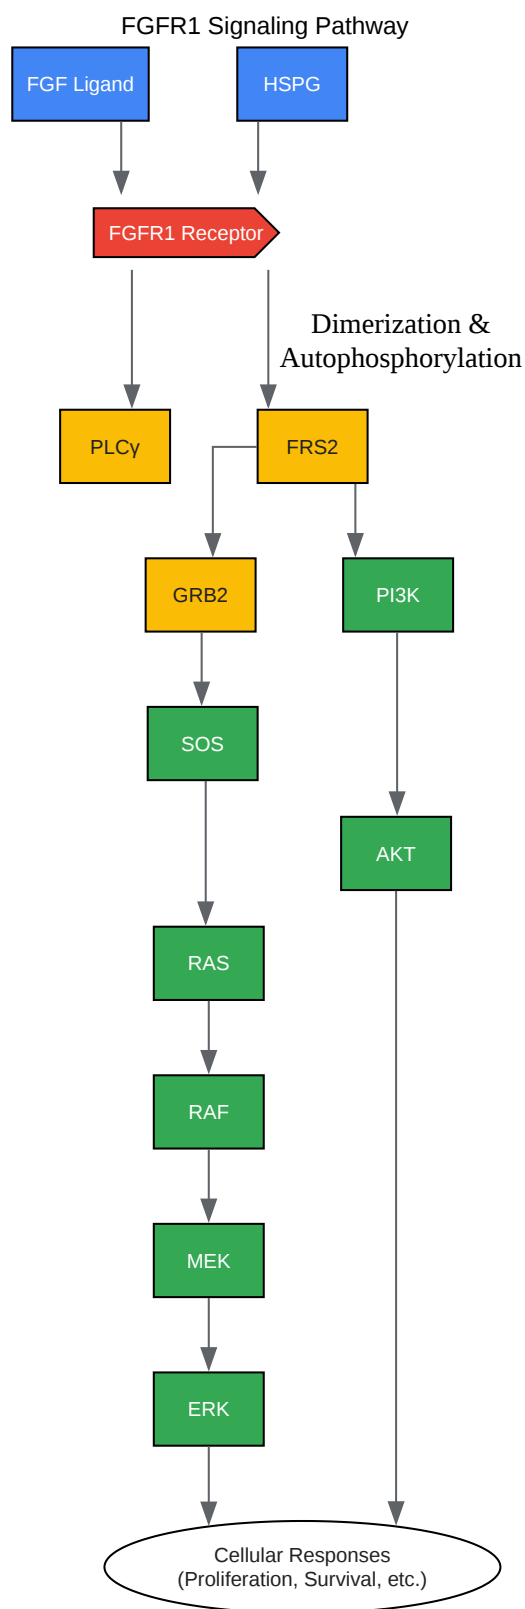 FGFR1 Signaling Pathway
FGF Ligand
HSPG
FGFR1 Receptor
Dimerization &
Autophosphorylation
PLCγ
FRS2
GRB2
PI3K
SOS
AKT
RAS
RAF
MEK
ERK
Cellular Responses
(Proliferation, Survival, etc.)